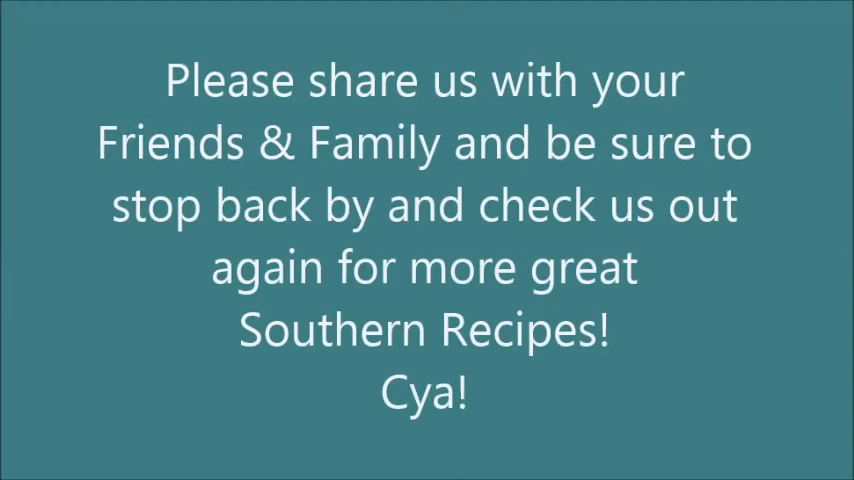 Please share us with your
Friends & Family and be sure to
stop back by and check us out
again for more great
Southern Recipes!
Cya!